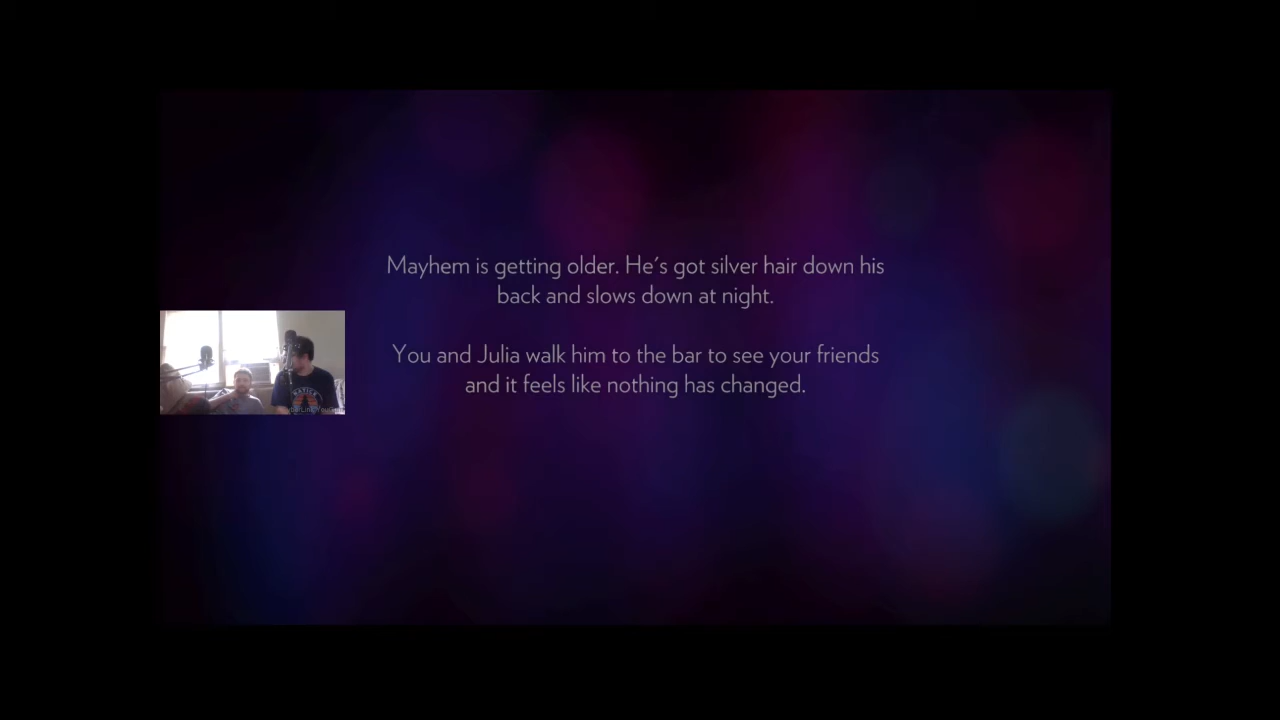 Mayhem is getting older. He's got silver hair down his
back and slows down at night.
You and Julia walk him to the bar to see your friends
and it feels like nothing has changed.